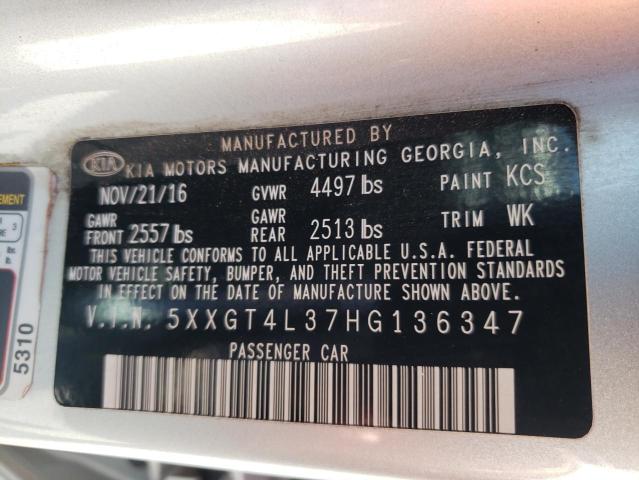 MANUFACTURED BY
KIA KIA MOTORS MANUFACTURING GEORGIA, INC.
NOV/21/16 GVWR 4497 lbs PAINT KCS
GAWR FRONT 2557 lbs GAWR REAR 2513 lbs TRIM WK
THIS VEHICLE CONFORMS TO ALL APPLICABLE U.S.A. FEDERAL
MOTOR VEHICLE SAFETY, BUMPER, AND THEFT PREVENTION STANDARDS
IN EFFECT ON THE DATE OF MANUFACTURE SHOWN ABOVE.
V.I.N. 5XXGT4L37HG136347
PASSENGER CAR
5310